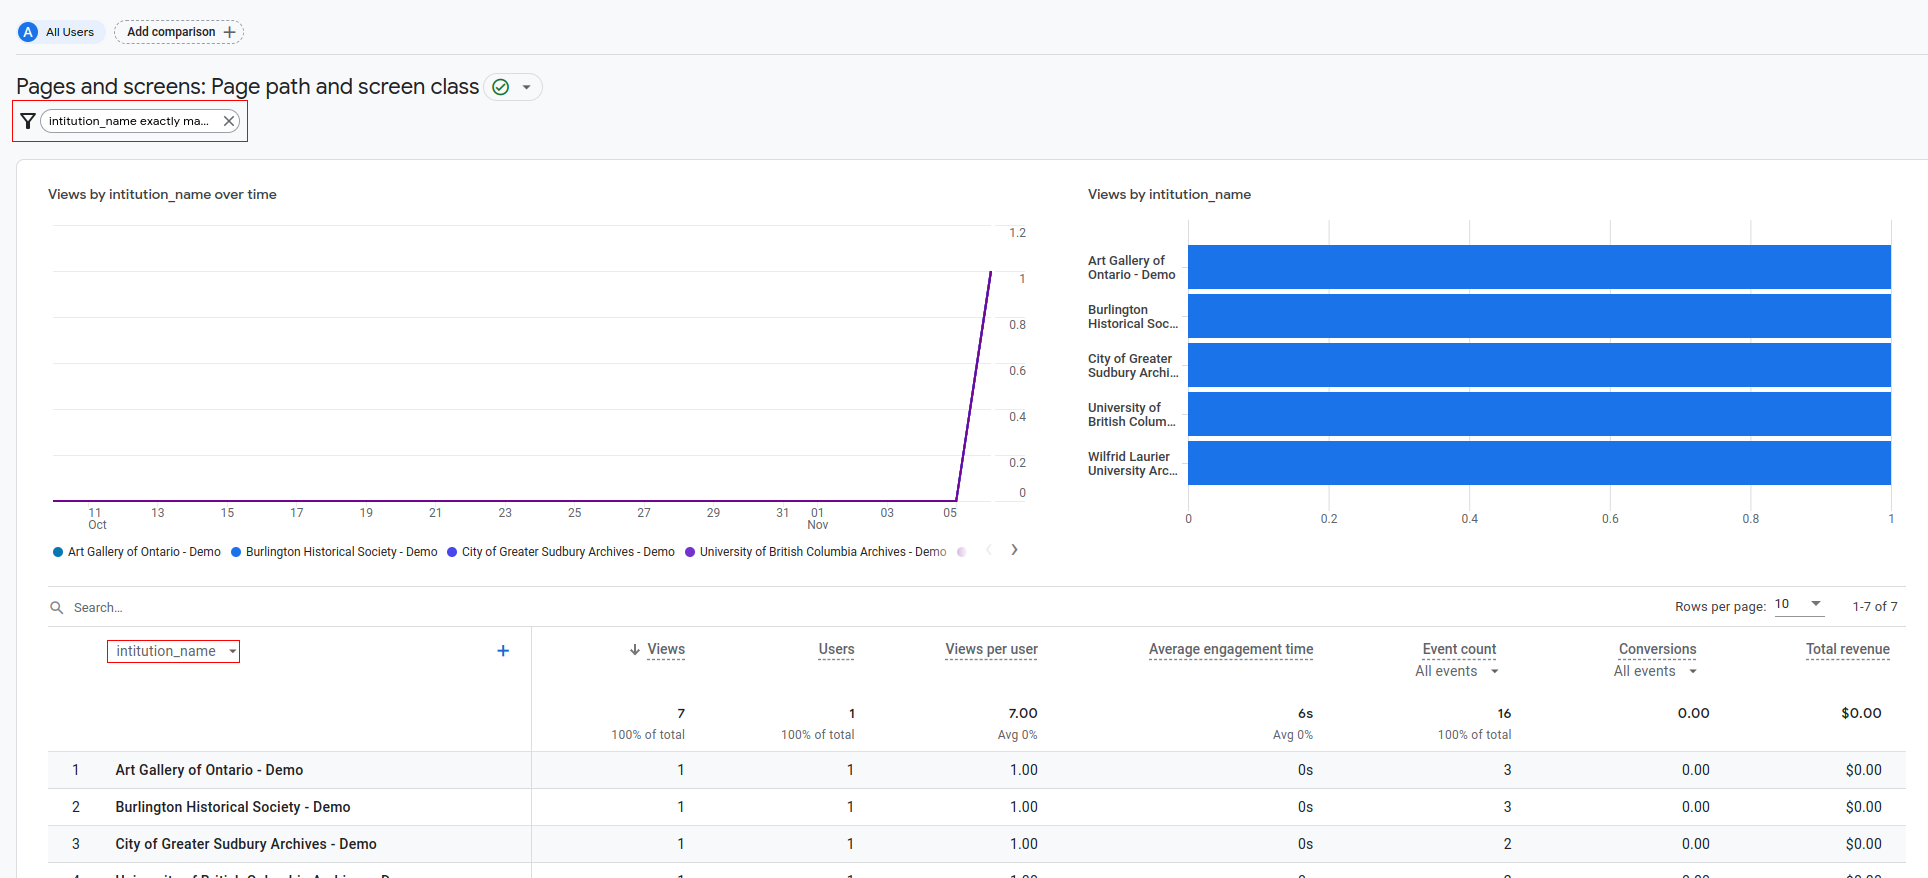 A All Users Add comparison +
Pages and screens: Page path and screen class
intitution_name exactly ma...
Views by intitution_name over time
1.2
1
0.8
0.6
0.4
0.2
0
11 13 15 17 19 21 23 25 27 29 31 01 03 05
Oct Nov
Art Gallery of Ontario - Demo Burlington Historical Society - Demo City of Greater Sudbury Archives - Demo University of British Columbia Archives - Demo
Views by intitution_name
Art Gallery of
Ontario - Demo
Burlington
Historical Soc...
City of Greater
Sudbury Archi...
University of
British Colum...
Wilfrid Laurier
University Arc...
0 0.2 0.4 0.6 0.8 1
Search... Rows per page: 10 1-7 of 7
intitution_name + Views Users Views per user Average engagement time Event count Conversions Total revenue
All events All events
7 1 7.00 6s 16 0.00 $0.00
100% of total 100% of total Avg 0% Avg 0% 100% of total
1 Art Gallery of Ontario - Demo 1 1 1.00 0s 3 0.00 $0.00
2 Burlington Historical Society - Demo 1 1 1.00 0s 3 0.00 $0.00
3 City of Greater Sudbury Archives - Demo 1 1 1.00 0s 2 0.00 $0.00